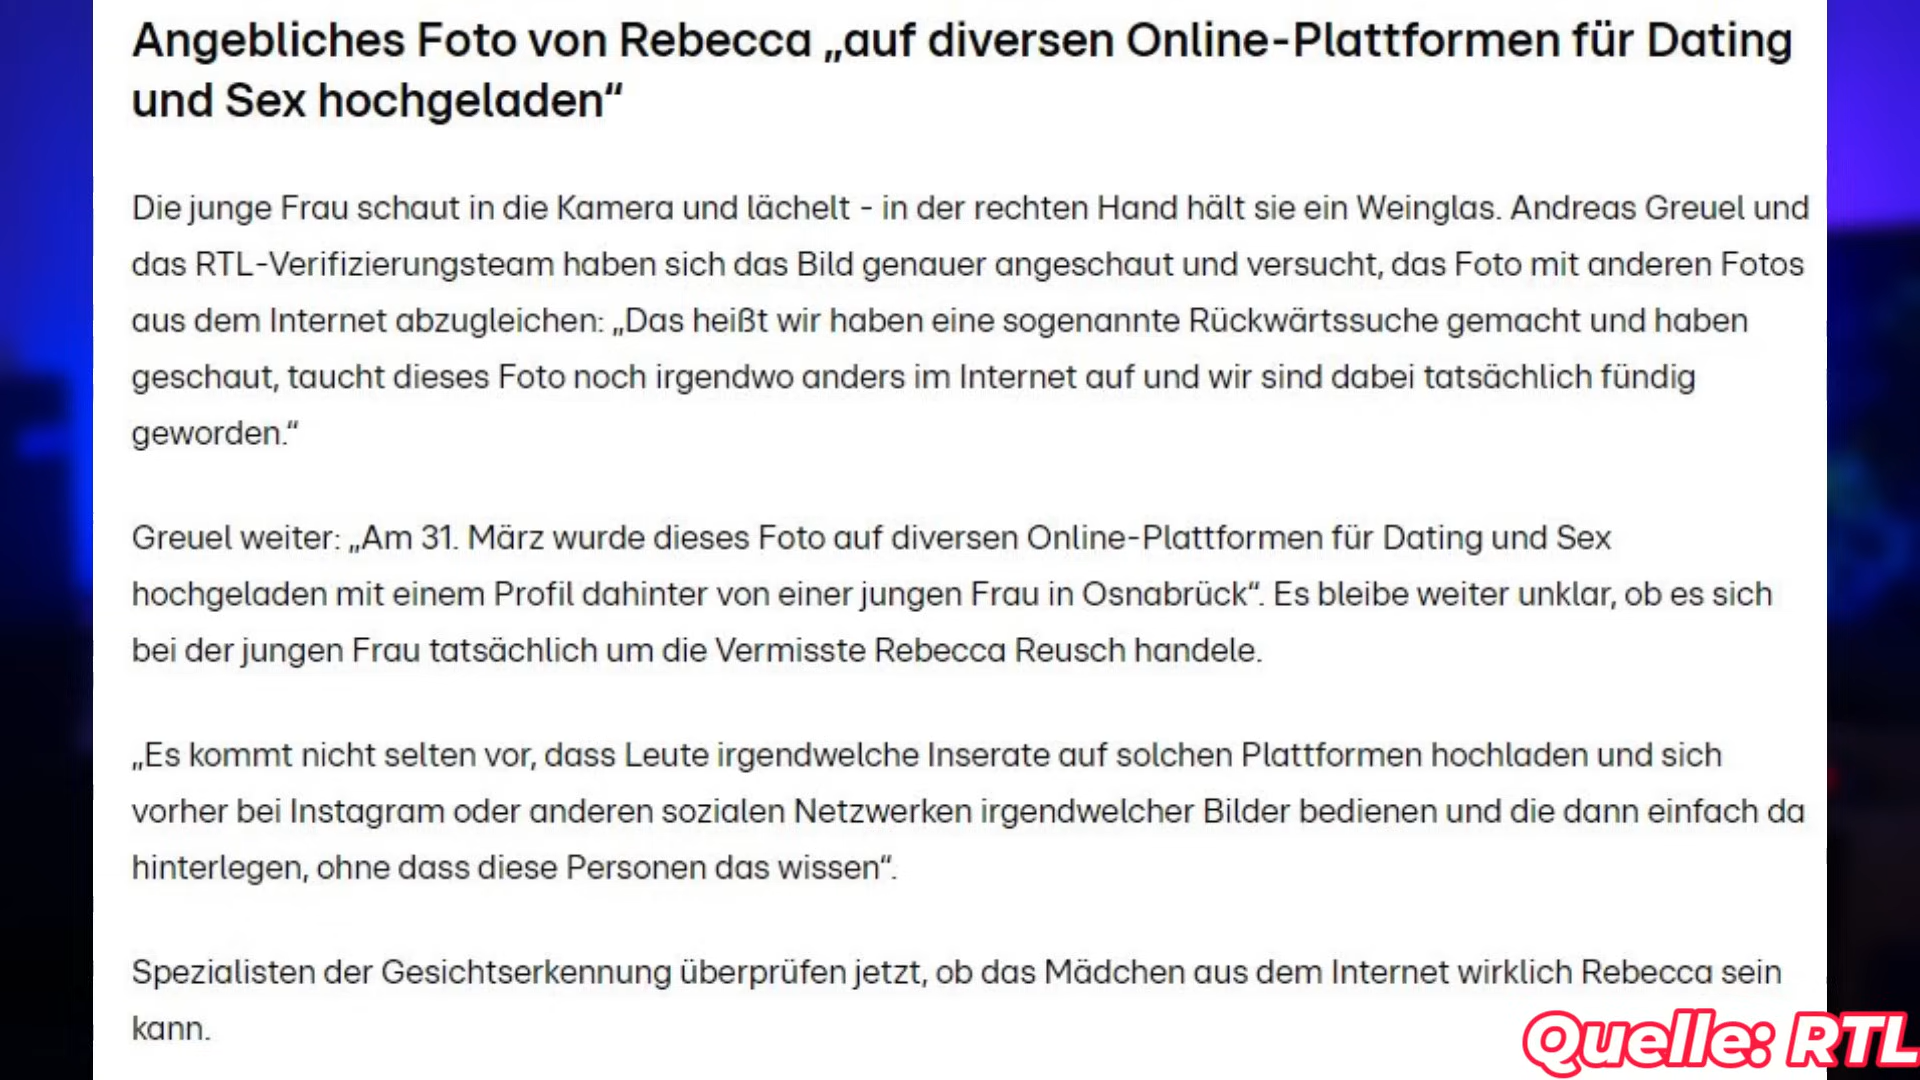 Angebliches Foto von Rebecca „auf diversen Online-Plattformen für Dating
und Sex hochgeladen“
Die junge Frau schaut in die Kamera und lächelt - in der rechten Hand hält sie ein Weinglas. Andreas Greuel und
das RTL-Verifizierungsteam haben sich das Bild genauer angeschaut und versucht, das Foto mit anderen Fotos
aus dem Internet abzugleichen: „Das heißt wir haben eine sogenannte Rückwärtssuche gemacht und haben
geschaut, taucht dieses Foto noch irgendwo anders im Internet auf und wir sind dabei tatsächlich fündig
geworden.“
Greuel weiter: „Am 31. März wurde dieses Foto auf diversen Online-Plattformen für Dating und Sex
hochgeladen mit einem Profil dahinter von einer jungen Frau in Osnabrück“. Es bleibe weiter unklar, ob es sich
bei der jungen Frau tatsächlich um die Vermisste Rebecca Reusch handele.
„Es kommt nicht selten vor, dass Leute irgendwelche Inserate auf solchen Plattformen hochladen und sich
vorher bei Instagram oder anderen sozialen Netzwerken irgendwelcher Bilder bedienen und die dann einfach da
hinterlegen, ohne dass diese Personen das wissen“.
Spezialisten der Gesichtserkennung überprüfen jetzt, ob das Mädchen aus dem Internet wirklich Rebecca sein
kann.
Quelle: RTL